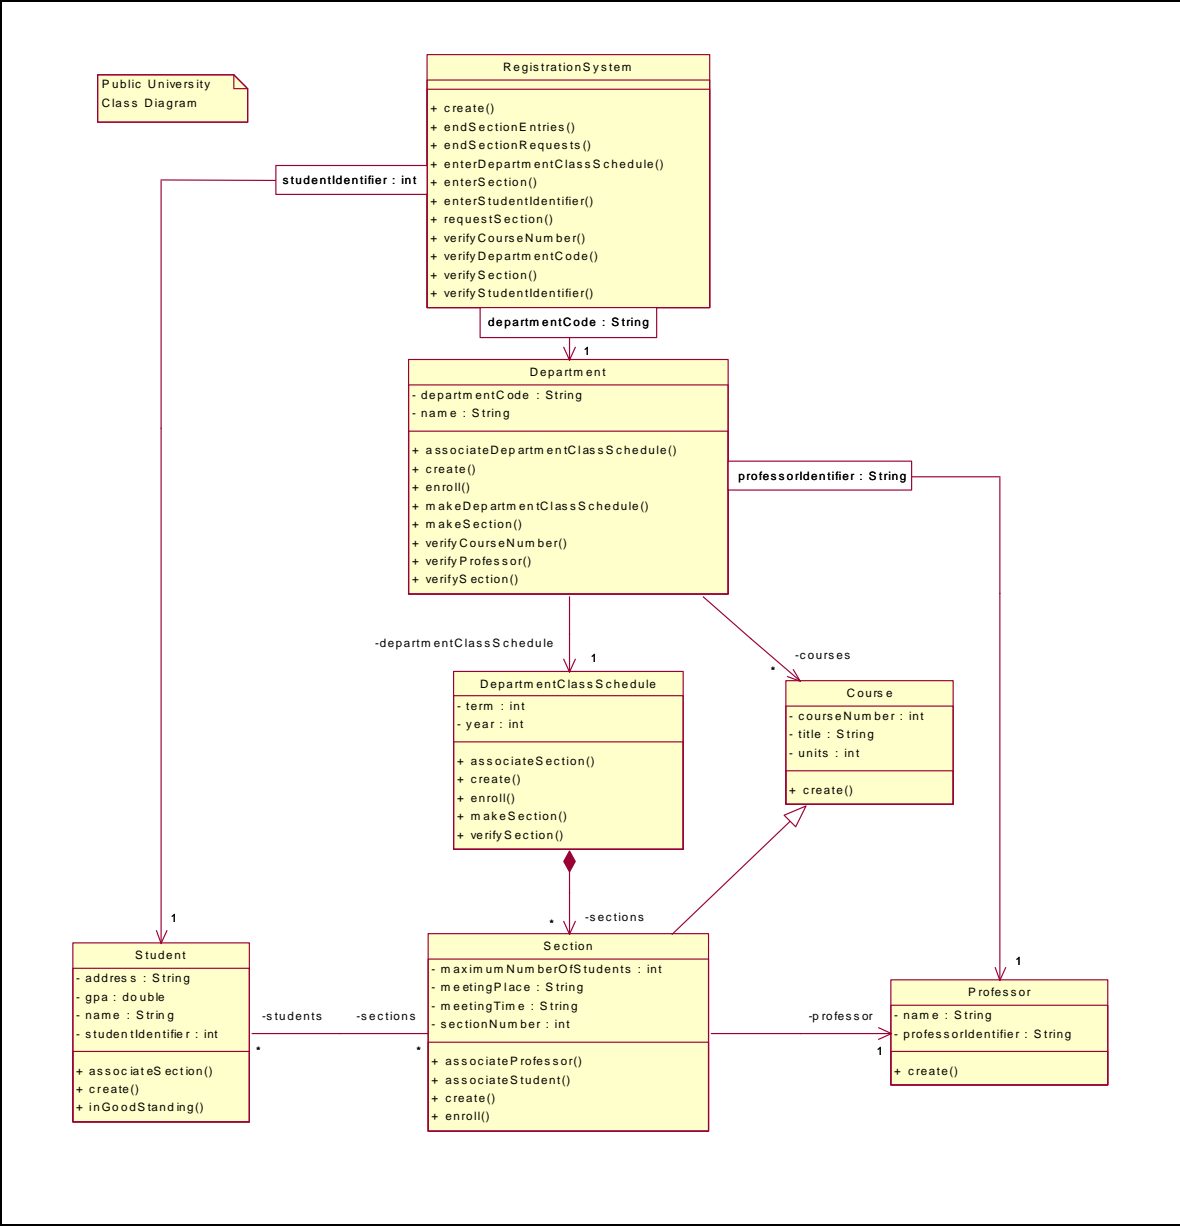 Public University
Class Diagram
RegistrationSystem
+ create()
+ endSectionEntries()
+ endSectionRequests()
+ enterDepartmentClassSchedule()
+ enterSection()
+ enterStudentIdentifier()
+ requestSection()
+ verifyCourseNumber()
+ verifyDepartmentCode()
+ verifySection()
+ verifyStudentIdentifier()
studentIdentifier : int
departmentCode : String
1
Department
- departmentCode : String
- name : String
+ associateDepartmentClassSchedule()
+ create()
+ enroll()
+ makeDepartmentClassSchedule()
+ makeSection()
+ verifyCourseNumber()
+ verifyProfessor()
+ verifySection()
professorIdentifier : String
-departmentClassSchedule
1
-courses
*
DepartmentClassSchedule
- term : int
- year : int
+ associateSection()
+ create()
+ enroll()
+ makeSection()
+ verifySection()
Course
- courseNumber : int
- title : String
- units : int
+ create()
1
* -sections
1
Student
- address : String
- gpa : double
- name : String
- studentIdentifier : int
+ associateSection()
+ create()
+ inGoodStanding()
-students -sections
* *
Section
- maximumNumberOfStudents : int
- meetingPlace : String
- meetingTime : String
- sectionNumber : int
+ associateProfessor()
+ associateStudent()
+ create()
+ enroll()
-professor
1
Professor
- name : String
- professorIdentifier : String
+ create()